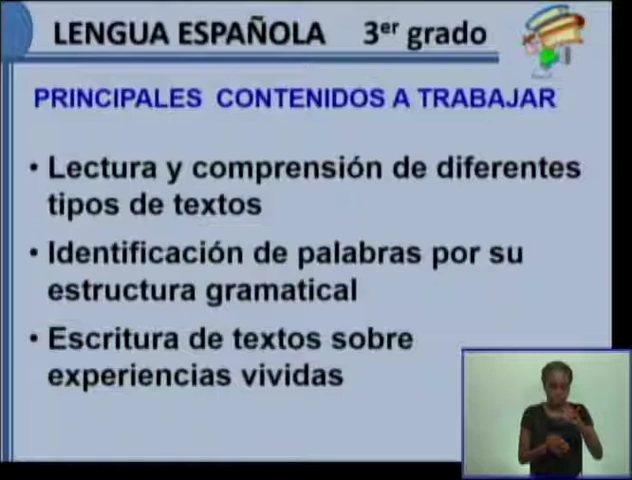 LENGUA ESPAÑOLA 3er grado
PRINCIPALES CONTENIDOS A TRABAJAR
• Lectura y comprensión de diferentes
tipos de textos
• Identificación de palabras por su
estructura gramatical
• Escritura de textos sobre
experiencias vividas